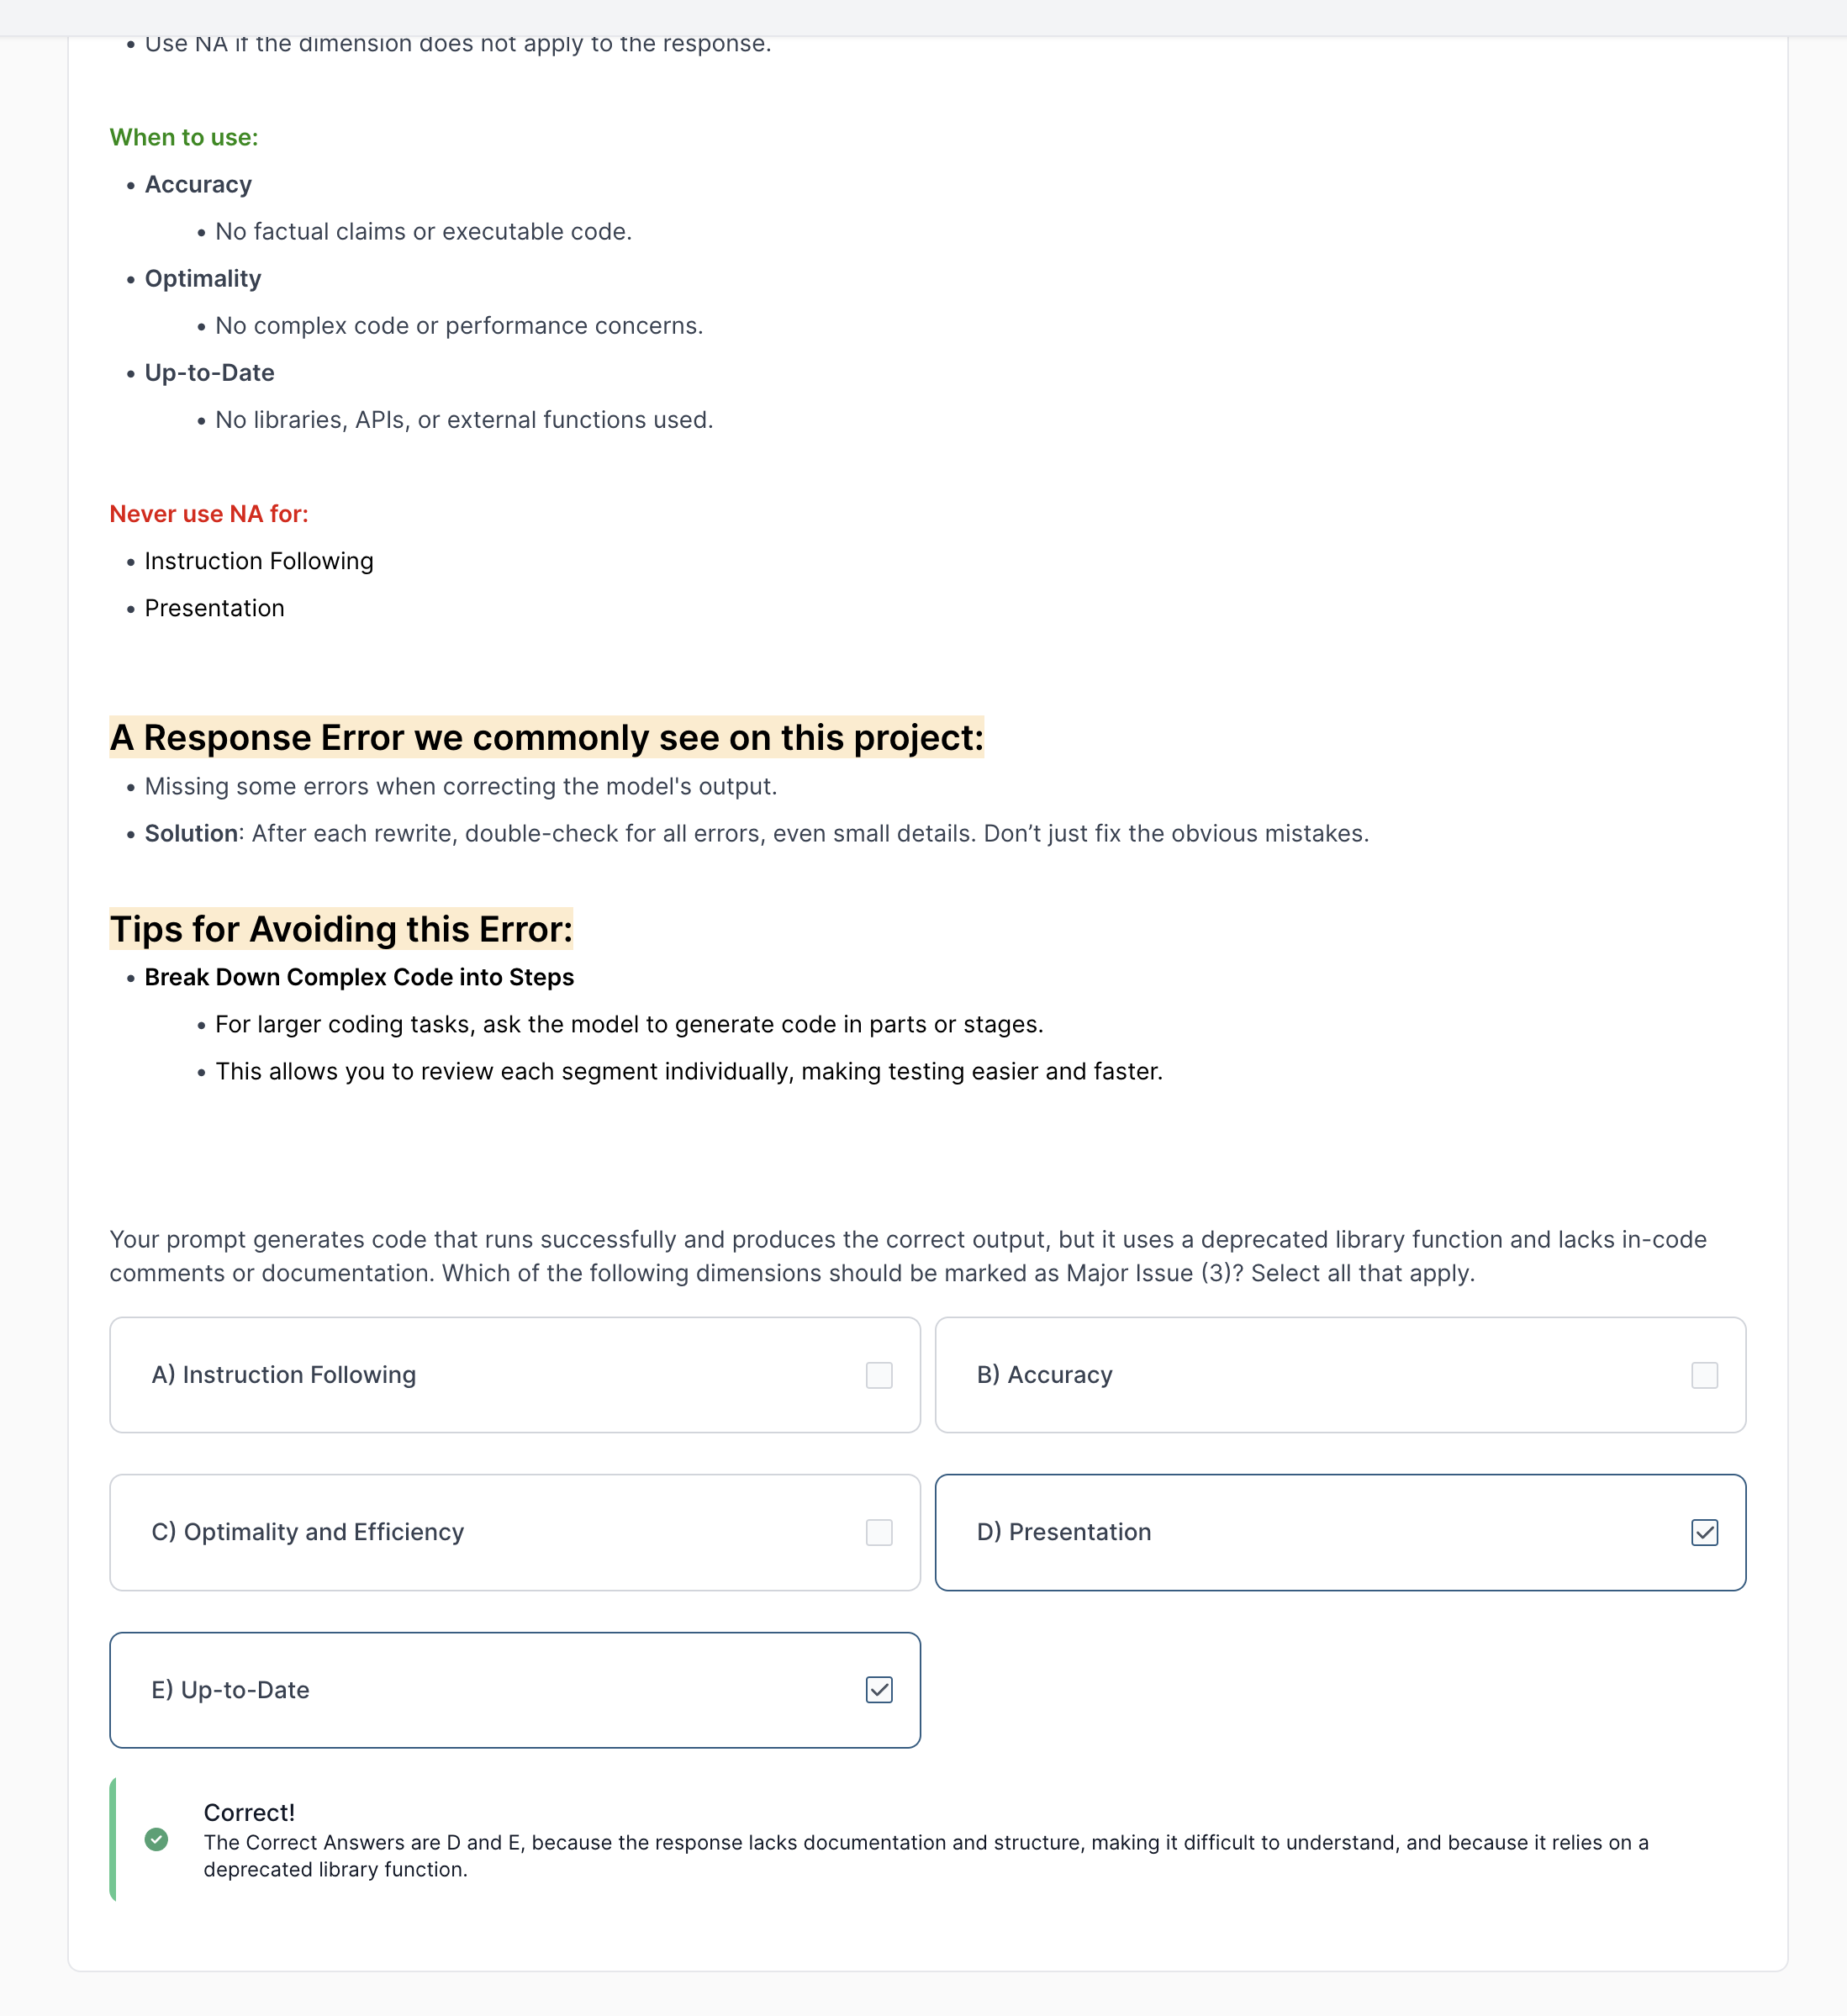 • Use NA if the dimension does not apply to the response.
When to use:
• Accuracy
• No factual claims or executable code.
• Optimality
• No complex code or performance concerns.
• Up-to-Date
• No libraries, APIs, or external functions used.
Never use NA for:
• Instruction Following
• Presentation
A Response Error we commonly see on this project:
• Missing some errors when correcting the model's output.
• Solution: After each rewrite, double-check for all errors, even small details. Don’t just fix the obvious mistakes.
Tips for Avoiding this Error:
• Break Down Complex Code into Steps
• For larger coding tasks, ask the model to generate code in parts or stages.
• This allows you to review each segment individually, making testing easier and faster.
Your prompt generates code that runs successfully and produces the correct output, but it uses a deprecated library function and lacks in-code
comments or documentation. Which of the following dimensions should be marked as Major Issue (3)? Select all that apply.
A) Instruction Following
B) Accuracy
C) Optimality and Efficiency
D) Presentation
E) Up-to-Date
Correct!
The Correct Answers are D and E, because the response lacks documentation and structure, making it difficult to understand, and because it relies on a
deprecated library function.